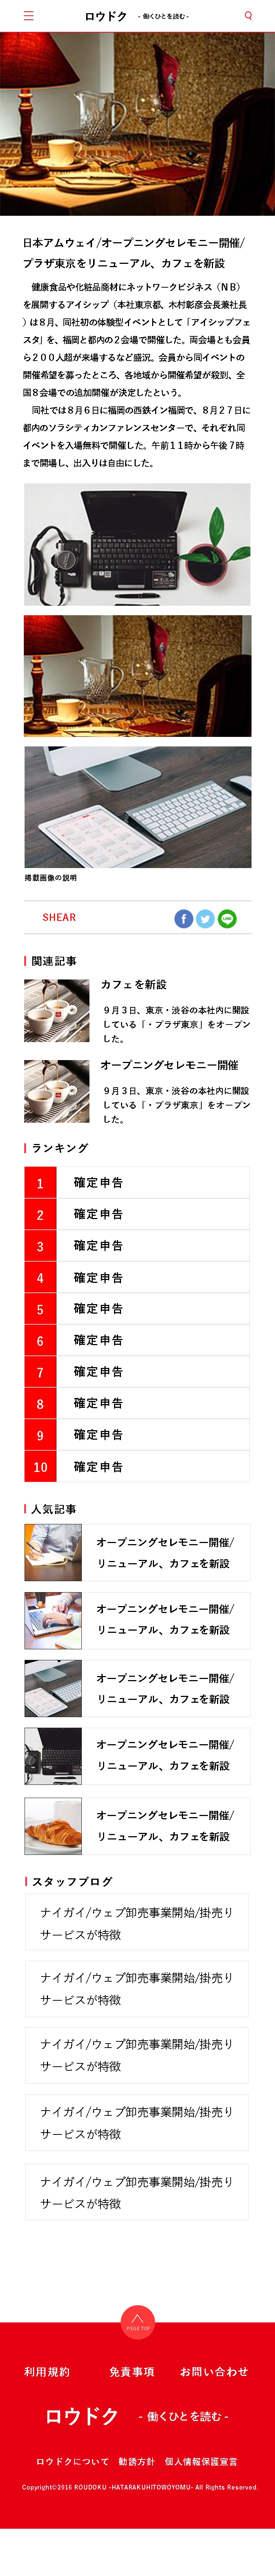 ロウドク - 働くひとを読む -
日本アムウェイ/オープニングセレモニー開催/
プラザ東京をリニューアル、カフェを新設
健康食品や化粧品商材にネットワークビジネス（ＮＢ）
を展開するアイシップ（本社東京都、木村彰彦会長兼社長
）は８月、同社初の体験型イベントとして「アイシップフェ
スタ」を、福岡と都内の２会場で開催した。両会場とも会員
ら２００人超が来場するなど盛況。会員から同イベントの
開催希望を募ったところ、各地域から開催希望が殺到、全
国８会場での追加開催が決定したという。
同社では８月６日に福岡の西鉄イン福岡で、８月２７日に
都内のソラシティカンファレンスセンターで、それぞれ同
イベントを入場無料で開催した。午前１１時から午後７時
まで開場し、出入りは自由にした。
掲載画像の説明
SHEAR
LINE
関連記事
カフェを新設
９月３日、東京・渋谷の本社内に開設
している「・プラザ東京」をオープン
した。
オープニングセレモニー開催
９月３日、東京・渋谷の本社内に開設
している「・プラザ東京」をオープン
した。
ランキング
1 確定申告
2 確定申告
3 確定申告
4 確定申告
5 確定申告
6 確定申告
7 確定申告
8 確定申告
9 確定申告
10 確定申告
人気記事
オープニングセレモニー開催/
リニューアル、カフェを新設
オープニングセレモニー開催/
リニューアル、カフェを新設
オープニングセレモニー開催/
リニューアル、カフェを新設
オープニングセレモニー開催/
リニューアル、カフェを新設
オープニングセレモニー開催/
リニューアル、カフェを新設
スタッフブログ
ナイガイ/ウェブ卸売事業開始/掛売り
サービスが特徴
ナイガイ/ウェブ卸売事業開始/掛売り
サービスが特徴
ナイガイ/ウェブ卸売事業開始/掛売り
サービスが特徴
ナイガイ/ウェブ卸売事業開始/掛売り
サービスが特徴
ナイガイ/ウェブ卸売事業開始/掛売り
サービスが特徴
PEGE TOP
利用規約 免責事項 お問い合わせ
ロウドク - 働くひとを読む -
ロウドクについて 勧誘方針 個人情報保護宣言
Copyright©2016 ROUDOKU -HATARAKUHITOWOYOMU- All Rights Reserved.